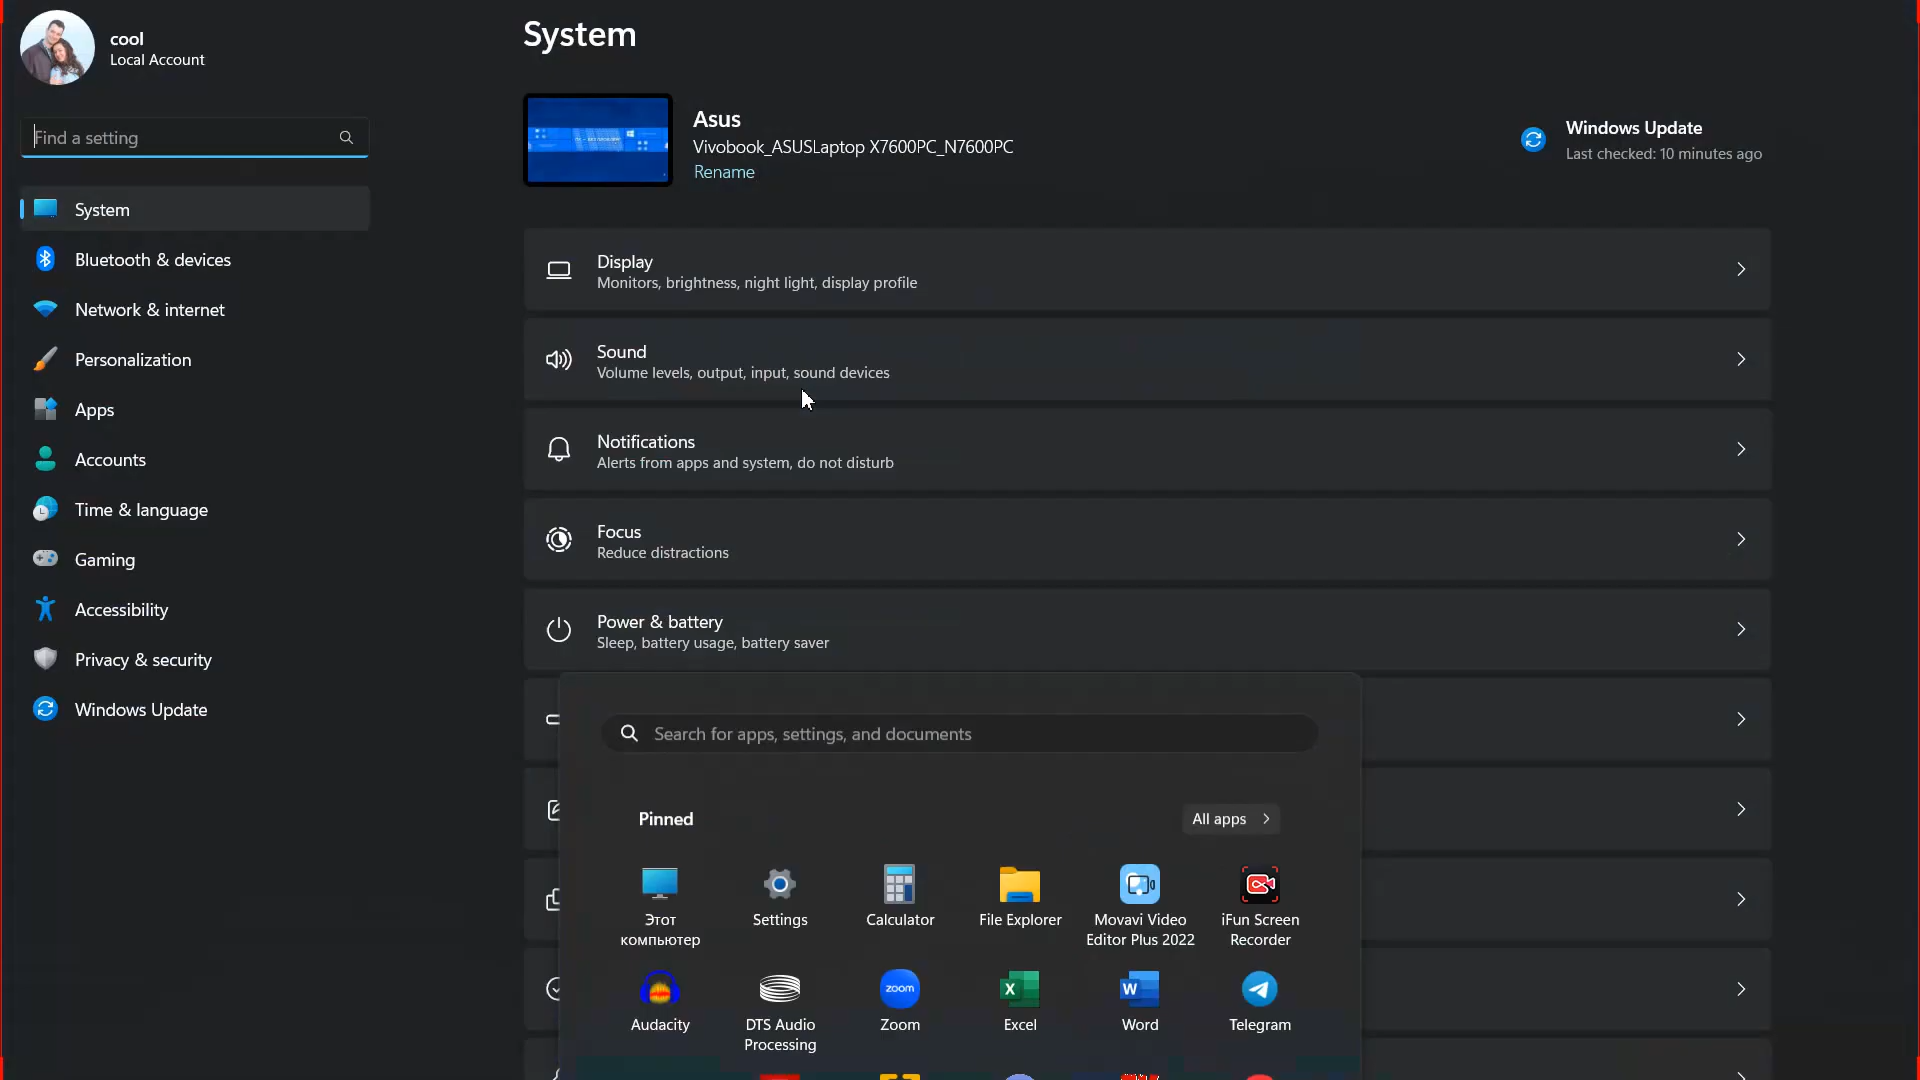 cool
Local Account
Find a setting
System
Bluetooth & devices
Network & internet
Personalization
Apps
Accounts
Time & language
Gaming
Accessibility
Privacy & security
Windows Update
System
Asus
Vivobook_ASUSLaptop X7600PC_N7600PC
Rename
Windows Update
Last checked: 10 minutes ago
Display
Monitors, brightness, night light, display profile
Sound
Volume levels, output, input, sound devices
Notifications
Alerts from apps and system, do not disturb
Focus
Reduce distractions
Power & battery
Sleep, battery usage, battery saver
Search for apps, settings, and documents
Pinned
All apps
Этот
компьютер
Settings
Calculator
File Explorer
Movavi Video
Editor Plus 2022
iFun Screen
Recorder
Audacity
DTS Audio
Processing
zoom
Zoom
X
Excel
W
Word
Telegram